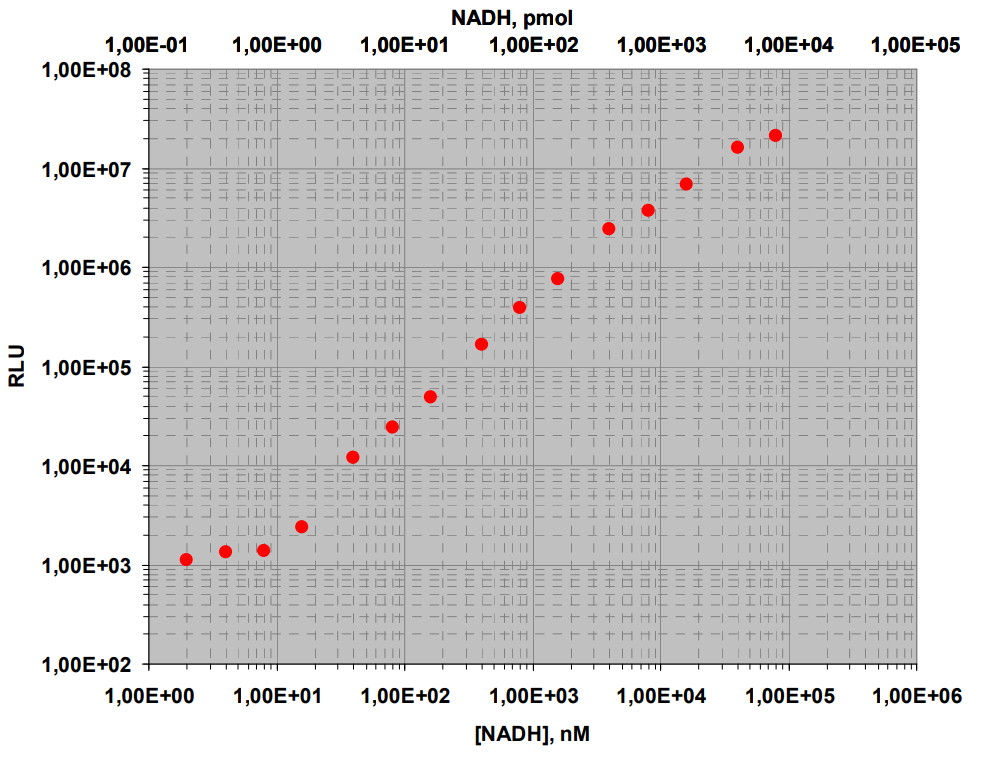 NADH, pmol
1,00E-01 1,00E+00 1,00E+01 1,00E+02 1,00E+03 1,00E+04 1,00E+05
1,00E+08
1,00E+07
1,00E+06
1,00E+05
1,00E+04
1,00E+03
1,00E+02
RLU
1,00E+00 1,00E+01 1,00E+02 1,00E+03 1,00E+04 1,00E+05 1,00E+06
[NADH], nM